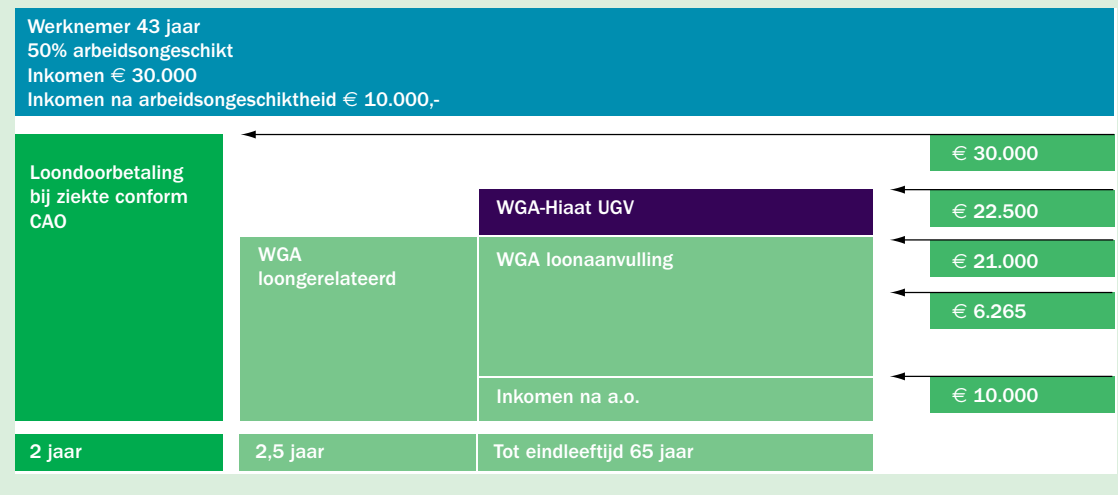 Werknemer 43 jaar
50% arbeidsongeschikt
Inkomen € 30.000
Inkomen na arbeidsongeschiktheid € 10.000,-
Loondoorbetaling
bij ziekte conform
CAO
WGA
loongerelateerd
WGA-Hiaat UGV
WGA loonaanvulling
Inkomen na a.o.
€ 30.000
€ 22.500
€ 21.000
€ 6.265
€ 10.000
2 jaar
2,5 jaar
Tot eindleeftijd 65 jaar